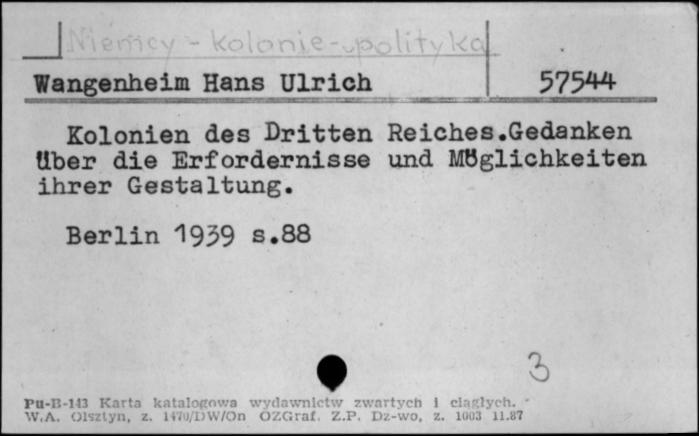 Niemcy - kolonie - polityka
Wangenheim Hans Ulrich 57544
Kolonien des Dritten Reiches.Gedanken
über die Erfordernisse und Möglichkeiten
ihrer Gestaltung.
Berlin 1939 s.88
3
Pu-B-143 Karta katalogowa wydawnictw zwartych i ciągłych.
W.A. Olsztyn, z. 1470/DW/On OZGraf. Z.P. Dz-wo, z. 1003 11.87